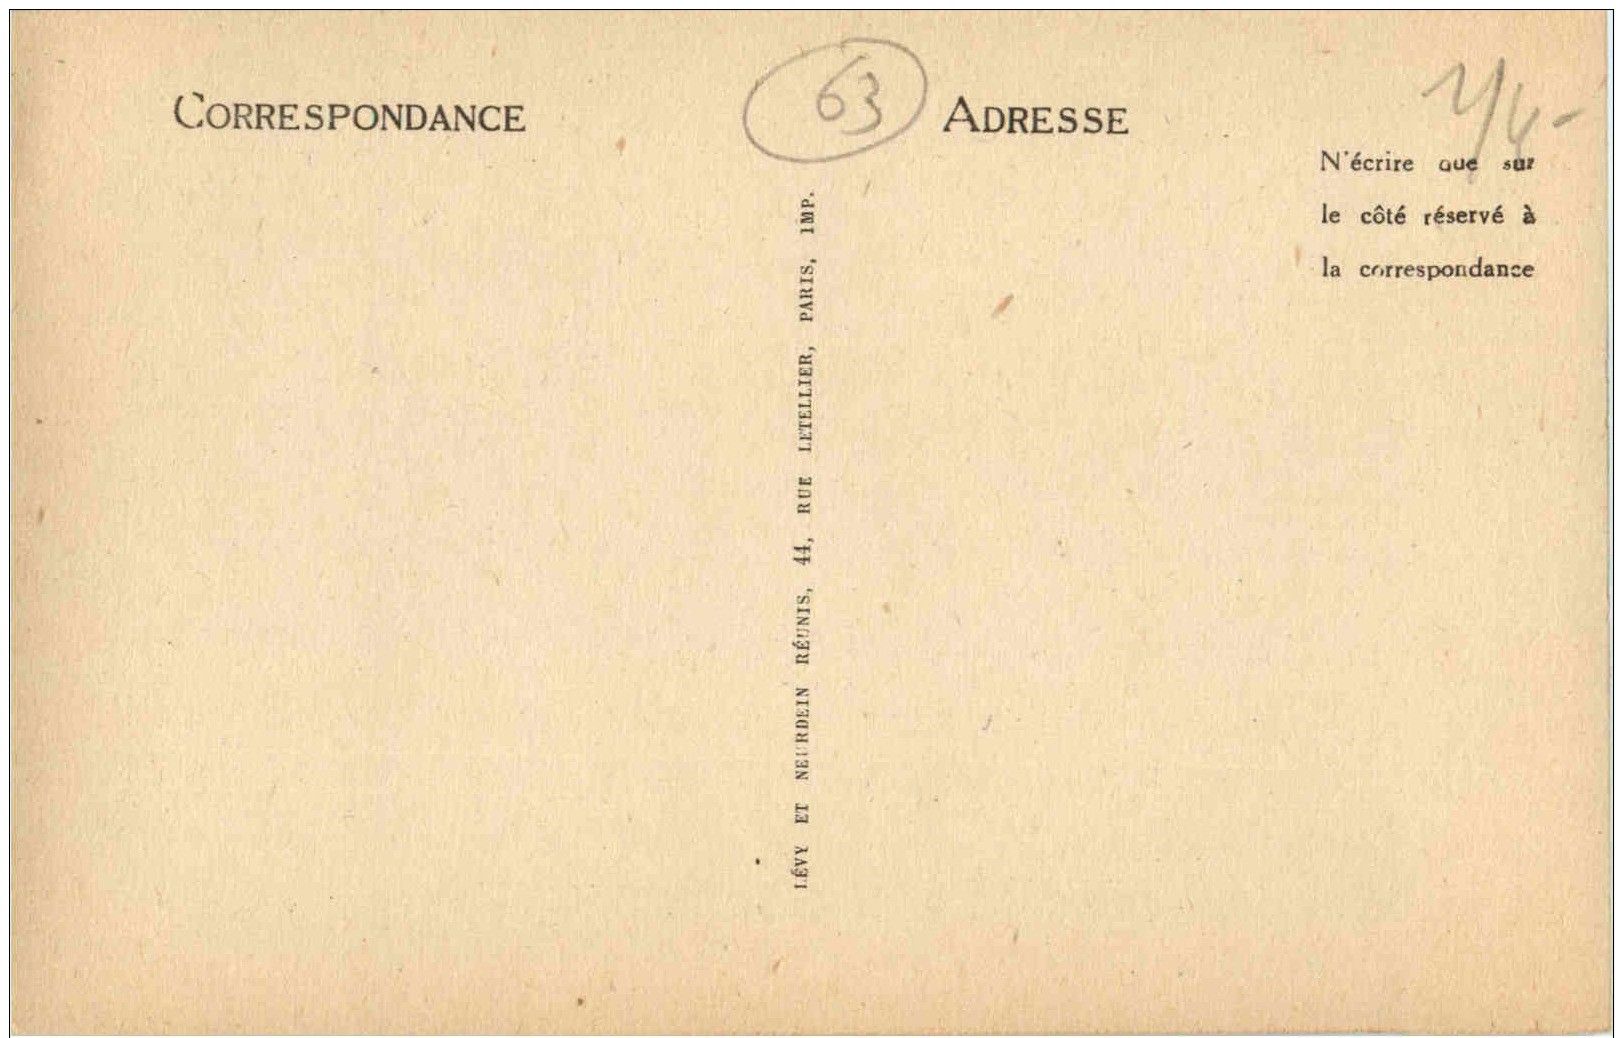 CORRESPONDANCE
63
ADRESSE
N'écrire que sur
le côté réservé à
la correspondance
LÉVY ET NEURDEIN RÉUNIS, 44, RUE LETELLIER, PARIS, IMP.